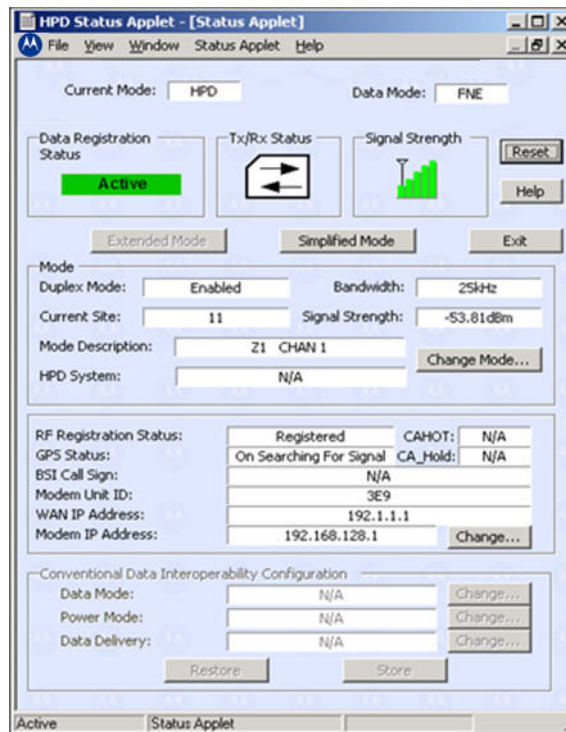 HPD Status Applet - [Status Applet]
File View Window Status Applet Help
Current Mode: HPD Data Mode: FNE
Data Registration Status Tx/Rx Status Signal Strength Reset
Active
Help
Extended Mode Simplified Mode Exit
Mode
Duplex Mode: Enabled Bandwidth: 25kHz
Current Site: 11 Signal Strength: -53.81dBm
Mode Description: Z1 CHAN 1
Change Mode...
HPD System: N/A
RF Registration Status: Registered CAHOT: N/A
GPS Status: On Searching For Signal CA_Hold: N/A
BSI Call Sign: N/A
Modem Unit ID: 3E9
WAN IP Address: 192.1.1.1
Modem IP Address: 192.168.128.1 Change...
Conventional Data Interoperability Configuration
Data Mode: N/A Change...
Power Mode: N/A Change...
Data Delivery: N/A Change...
Restore Store
Active Status Applet